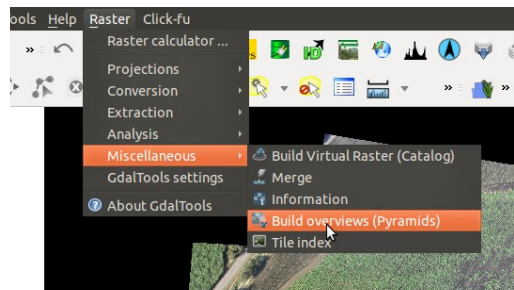 ools Help Raster Click-fu
Raster calculator ...
Projections
Conversion
Extraction
Analysis
Miscellaneous
GdalTools settings
About GdalTools
Build Virtual Raster (Catalog)
Merge
Information
Build overviews (Pyramids)
Tile index